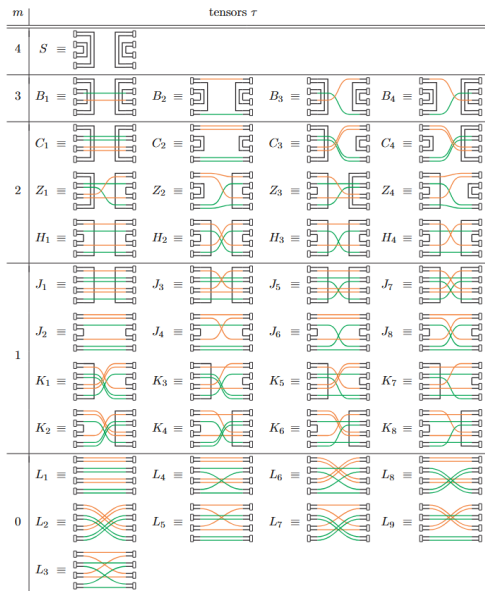 m tensors τ
4 S ≡
3 B₁ ≡ B₂ ≡ B₃ ≡ B₄ ≡
C₁ ≡ C₂ ≡ C₃ ≡ C₄ ≡
2 Z₁ ≡ Z₂ ≡ Z₃ ≡ Z₄ ≡
H₁ ≡ H₂ ≡ H₃ ≡ H₄ ≡
J₁ ≡ J₃ ≡ J₅ ≡ J₇ ≡
J₂ ≡ J₄ ≡ J₆ ≡ J₈ ≡
1
K₁ ≡ K₃ ≡ K₅ ≡ K₇ ≡
K₂ ≡ K₄ ≡ K₆ ≡ K₈ ≡
L₁ ≡ L₄ ≡ L₆ ≡ L₈ ≡
0 L₂ ≡ L₅ ≡ L₇ ≡ L₉ ≡
L₃ ≡